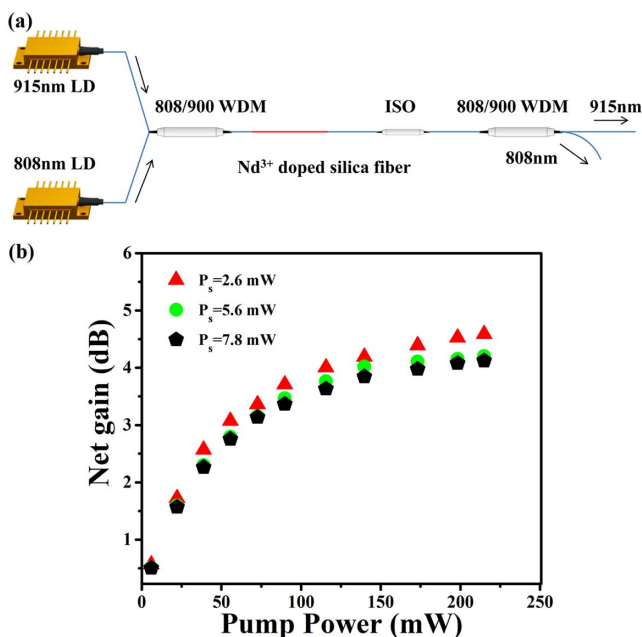 (a)
915nm LD
808nm LD
808/900 WDM
Nd³⁺ doped silica fiber
ISO
808/900 WDM
915nm
808nm
(b)
Net gain (dB)
6
5
4
3
2
1
Pₛ=2.6 mW
Pₛ=5.6 mW
Pₛ=7.8 mW
0 50 100 150 200 250
Pump Power (mW)